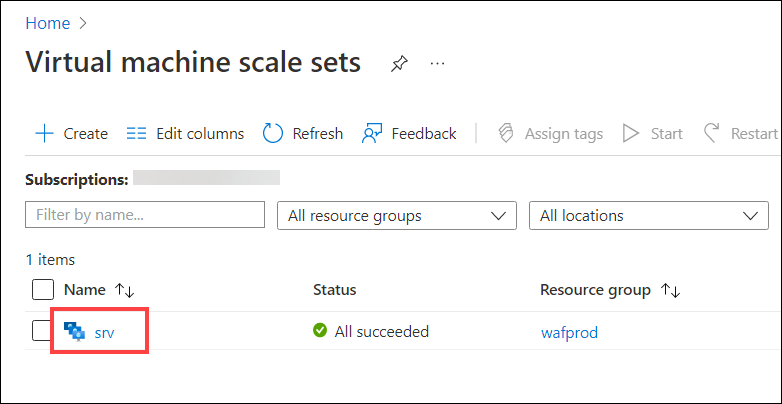 Home
Virtual machine scale sets
Create Edit columns Refresh Feedback Assign tags Start Restart
Subscriptions:
Filter by name... All resource groups All locations
1 items
Name Status Resource group
srv All succeeded wafprod